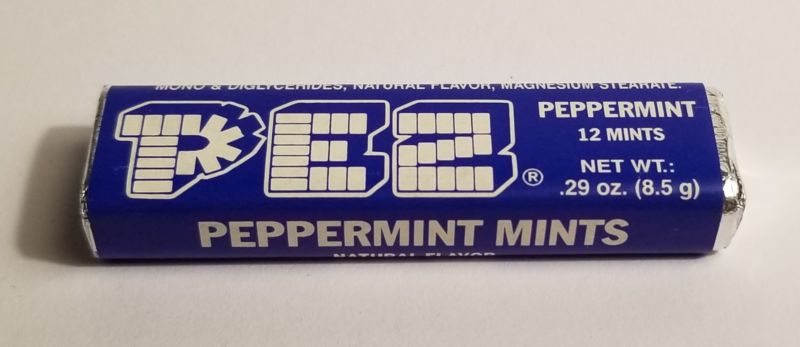 MONO & DIGLYCERIDES, NATURAL FLAVOR, MAGNESIUM STEARATE.
PEZ®
PEPPERMINT
12 MINTS
NET WT.:
.29 oz. (8.5 g)
PEPPERMINT MINTS
NATURAL FLAVOR